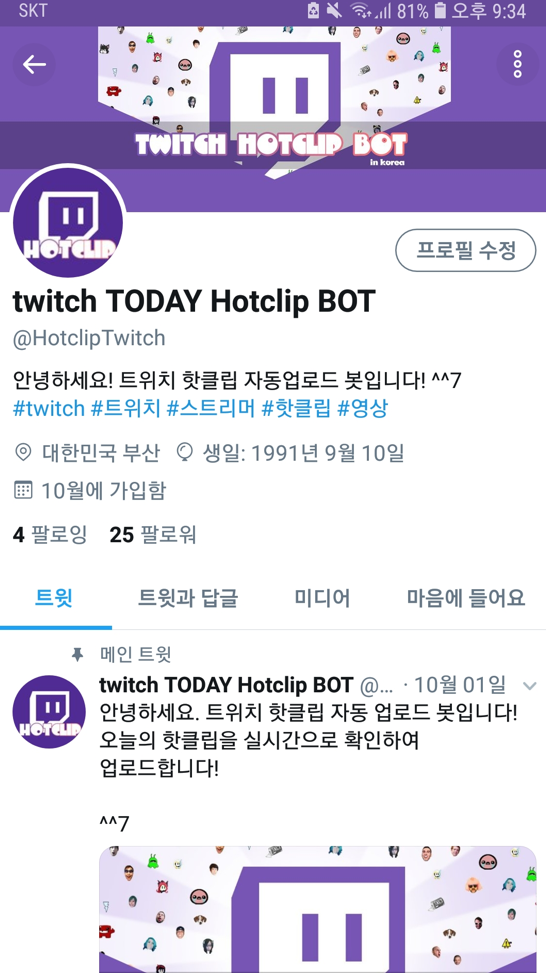 SKT 81% 오후 9:34
TWITCH HOTCLIP BOT
in korea
HOTCLIP
프로필 수정
twitch TODAY Hotclip BOT
@HotclipTwitch
안녕하세요! 트위치 핫클립 자동업로드 봇입니다! ^^7
#twitch #트위치 #스트리머 #핫클립 #영상
대한민국 부산 생일: 1991년 9월 10일
10월에 가입함
4 팔로잉 25 팔로워
트윗 트윗과 답글 미디어 마음에 들어요
메인 트윗
twitch TODAY Hotclip BOT @... · 10월 01일
HOTCLIP
안녕하세요. 트위치 핫클립 자동 업로드 봇입니다!
오늘의 핫클립을 실시간으로 확인하여
업로드합니다!
^^7